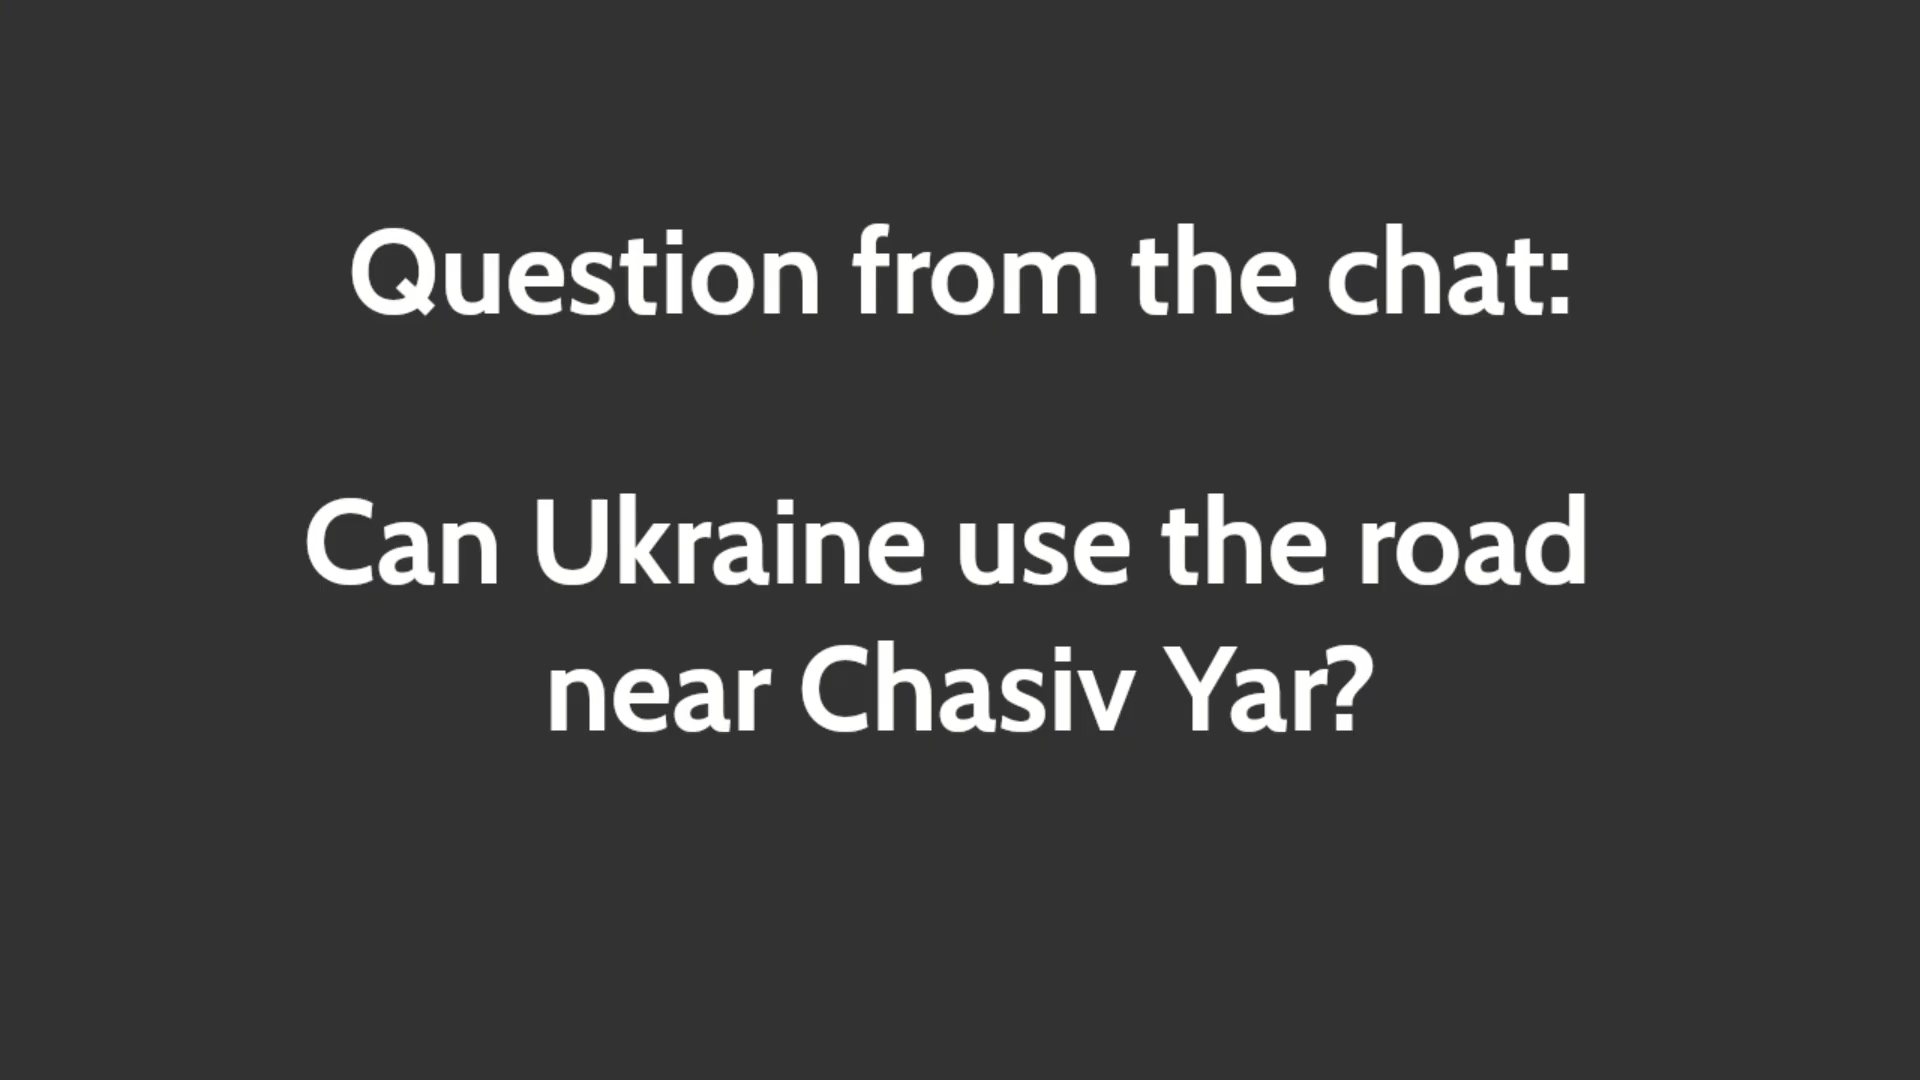 Question from the chat:
Can Ukraine use the road
near Chasiv Yar?